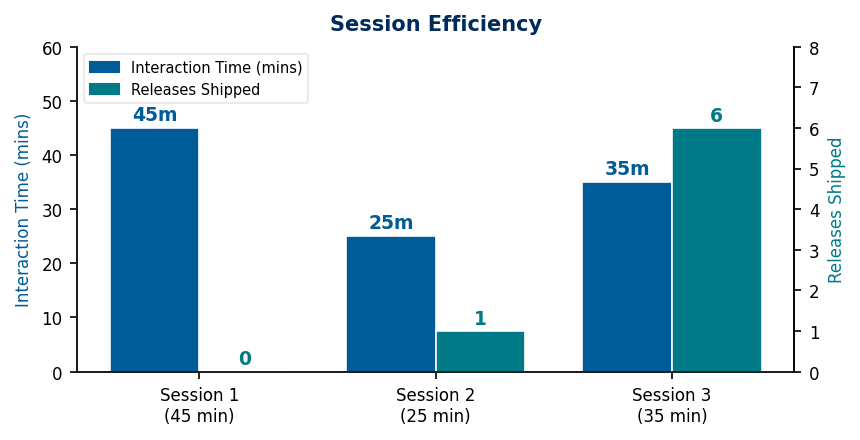 Session Efficiency
Interaction Time (mins)
Releases Shipped
60
50
40
30
20
10
0
Interaction Time (mins)
45m
0
25m
1
35m
6
8
7
6
5
4
3
2
1
0
Releases Shipped
Session 1
(45 min)
Session 2
(25 min)
Session 3
(35 min)